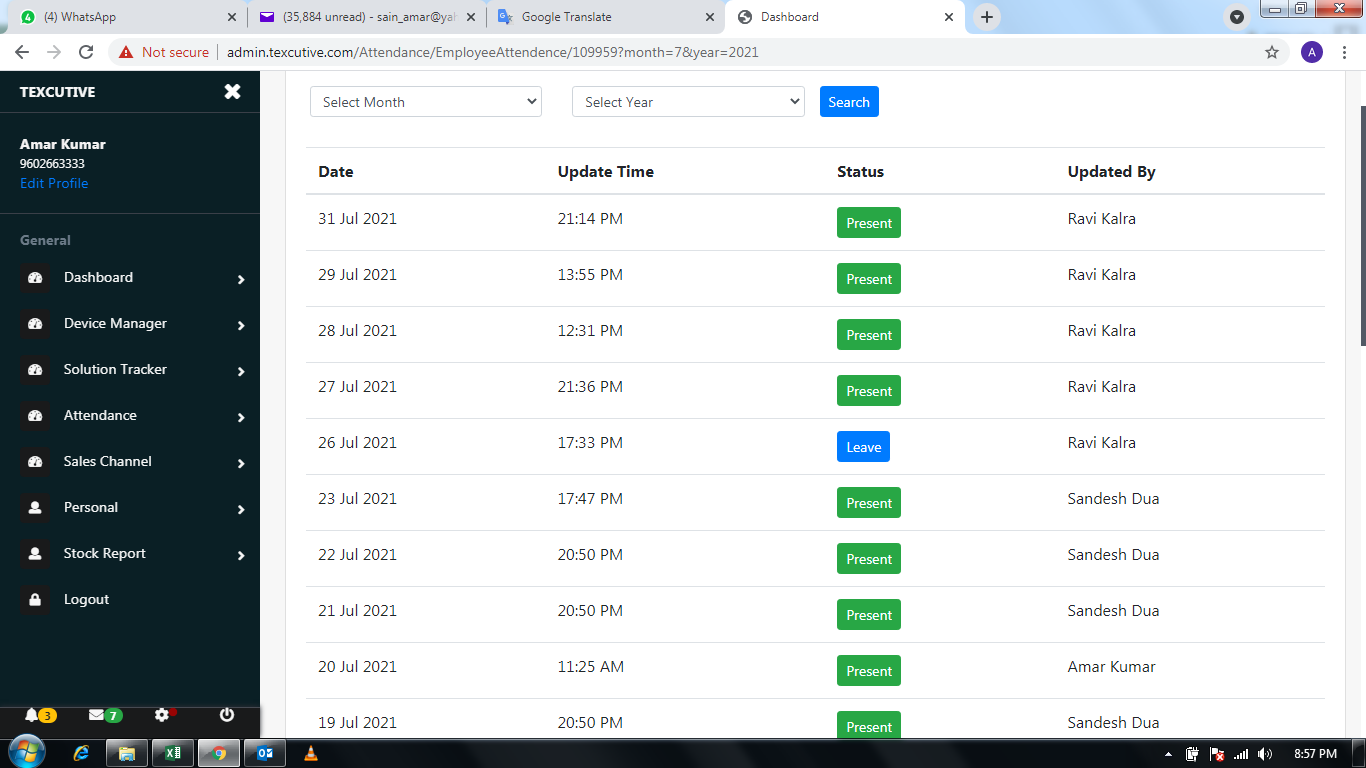 (4) WhatsApp
(35,884 unread) - sain_amar@yah
Google Translate
Dashboard
Not secure
admin.texcutive.com/Attendance/EmployeeAttendence/109959?month=7&year=2021
A
TEXCUTIVE
Amar Kumar
9602663333
Edit Profile
General
Dashboard
Device Manager
Solution Tracker
Attendance
Sales Channel
Personal
Stock Report
Logout
3
7
Select Month
Select Year
Search
Date Update Time Status Updated By
31 Jul 2021 21:14 PM Present Ravi Kalra
29 Jul 2021 13:55 PM Present Ravi Kalra
28 Jul 2021 12:31 PM Present Ravi Kalra
27 Jul 2021 21:36 PM Present Ravi Kalra
26 Jul 2021 17:33 PM Leave Ravi Kalra
23 Jul 2021 17:47 PM Present Sandesh Dua
22 Jul 2021 20:50 PM Present Sandesh Dua
21 Jul 2021 20:50 PM Present Sandesh Dua
20 Jul 2021 11:25 AM Present Amar Kumar
19 Jul 2021 20:50 PM Present Sandesh Dua
8:57 PM